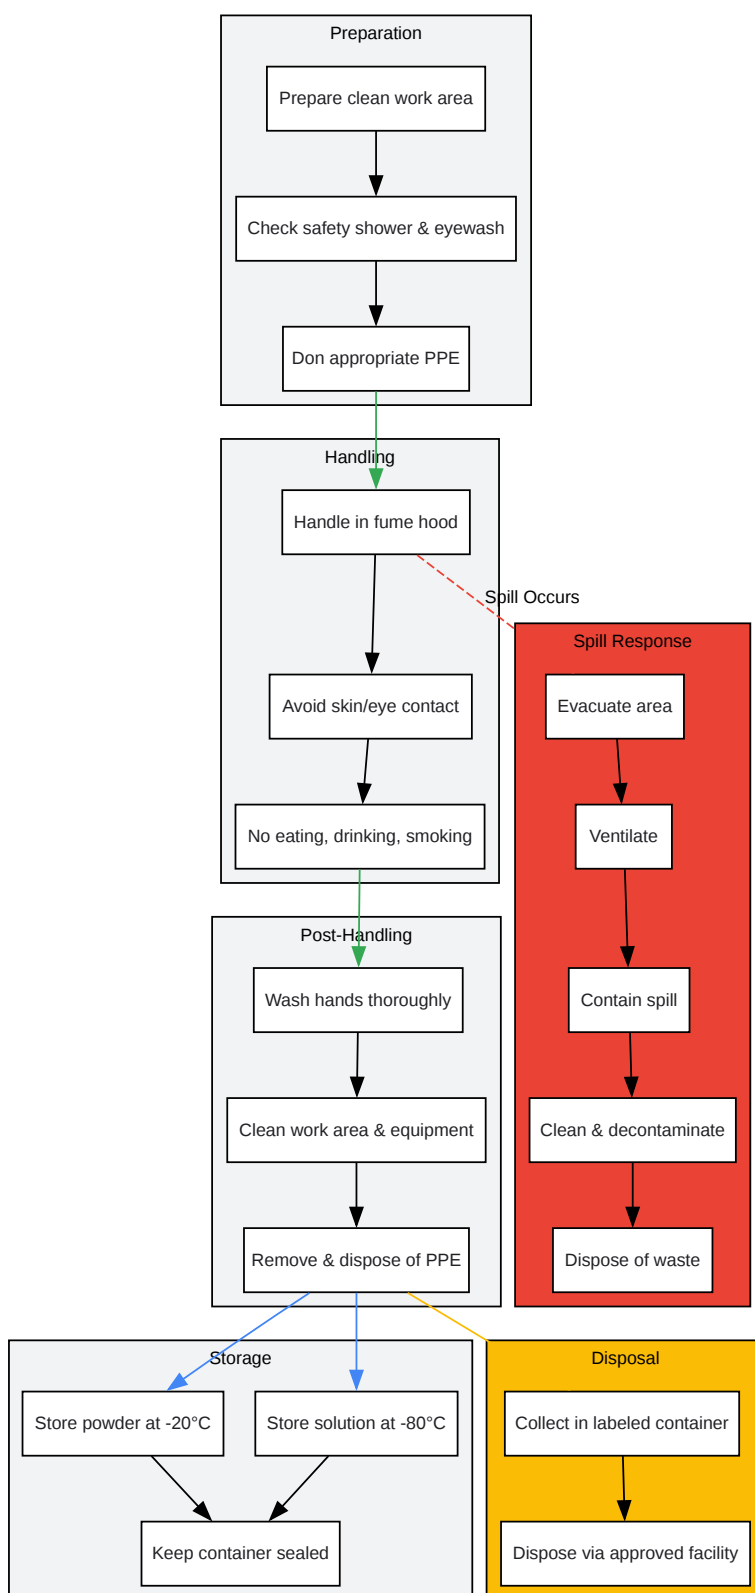 Preparation
Prepare clean work area
Check safety shower & eyewash
Don appropriate PPE
Handling
Handle in fume hood
Spill Occurs
Avoid skin/eye contact
No eating, drinking, smoking
Spill Response
Evacuate area
Ventilate
Contain spill
Clean & decontaminate
Dispose of waste
Post-Handling
Wash hands thoroughly
Clean work area & equipment
Remove & dispose of PPE
Storage
Store powder at -20°C
Store solution at -80°C
Keep container sealed
Disposal
Collect in labeled container
Dispose via approved facility